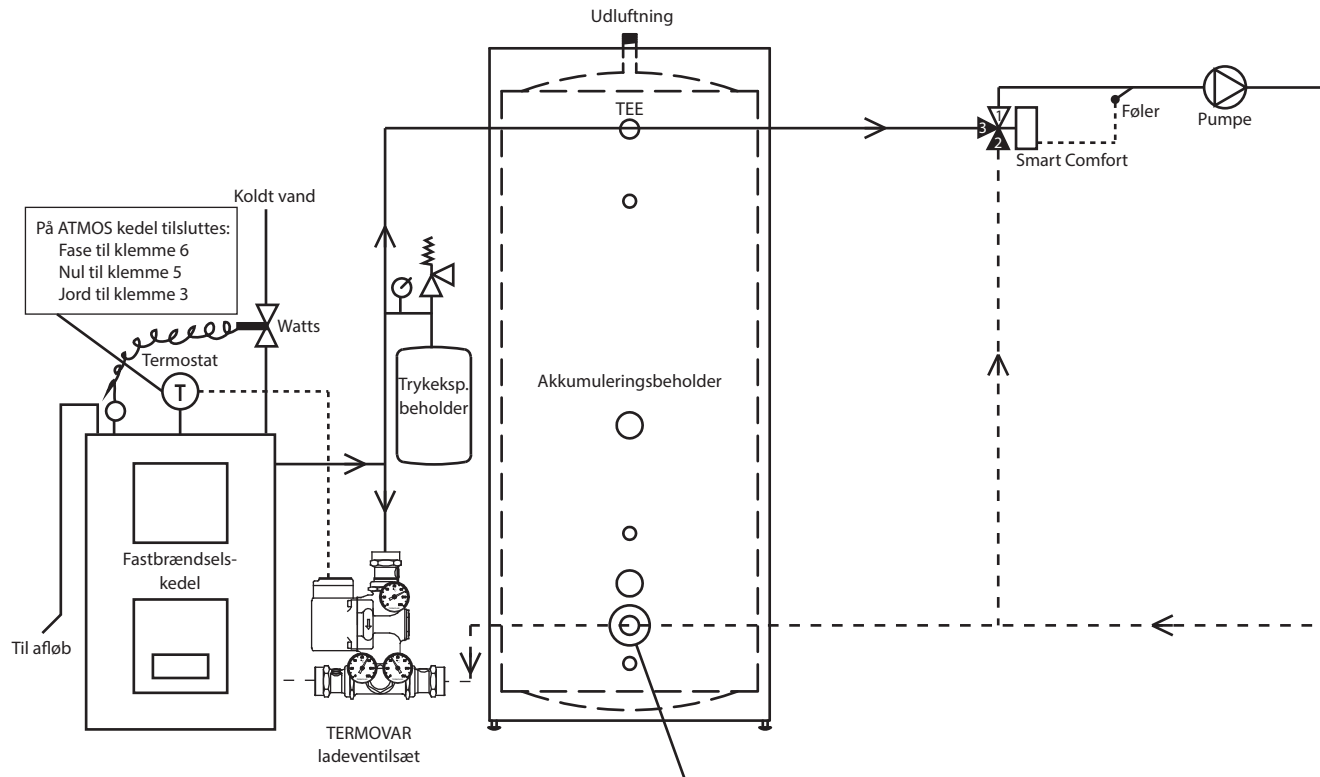 Udluftning
TEE
Føler
Pumpe
1
3
2
Smart Comfort
Koldt vand
På ATMOS kedel tilsluttes:
Fase til klemme 6
Nul til klemme 5
Jord til klemme 3
Watts
Termostat
T
Trykeksp.
beholder
Akkumuleringsbeholder
Fastbrændsels-
kedel
Til afløb
TERMOVAR
ladeventilsæt